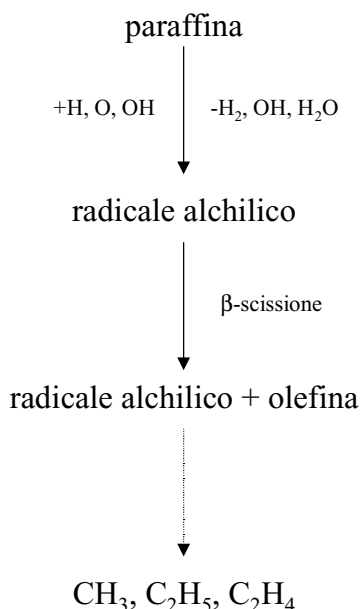 paraffina
+H, O, OH -H₂, OH, H₂O
radicale alchilico
β-scissione
radicale alchilico + olefina
CH₃, C₂H₅, C₂H₄